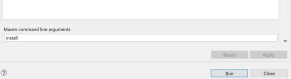 Maven command line arguments
install
Revert
Apply
Run
Close